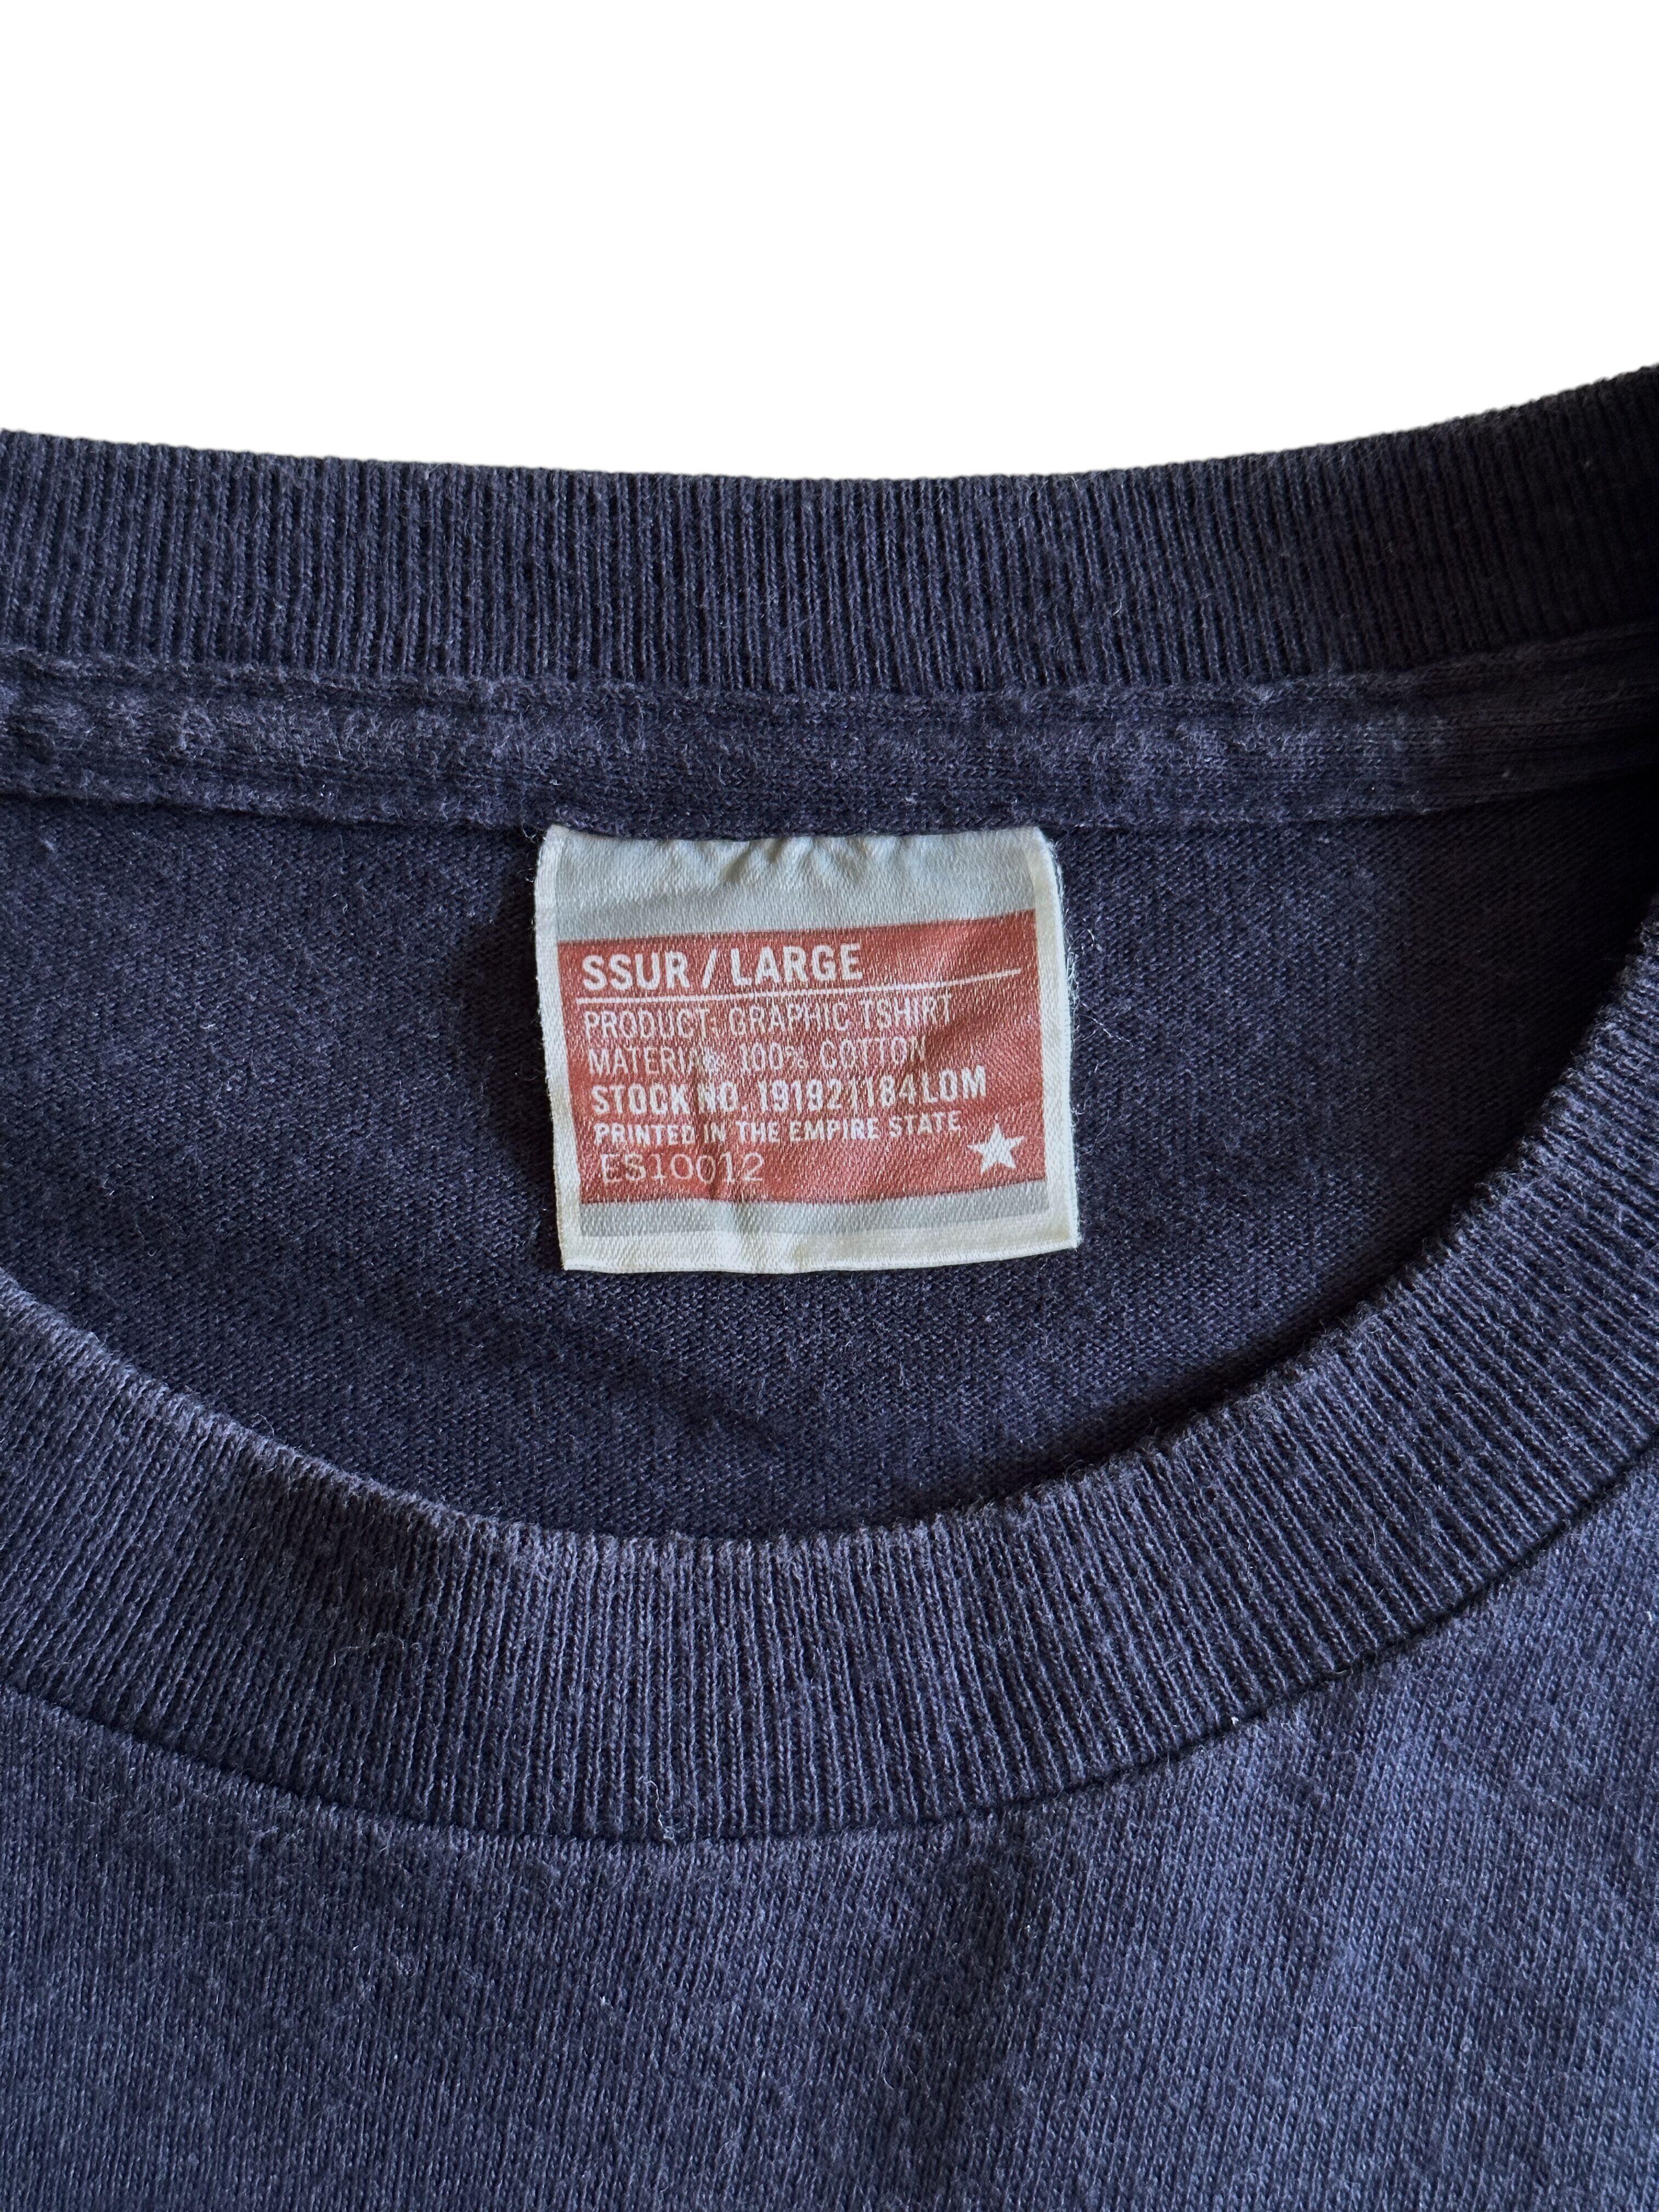 SSUR / LARGE
PRODUCT: GRAPHIC TSHIRT
MATERIAL: 100% COTTON
STOCK NO. 191921184LOM
PRINTED IN THE EMPIRE STATE
ES10012